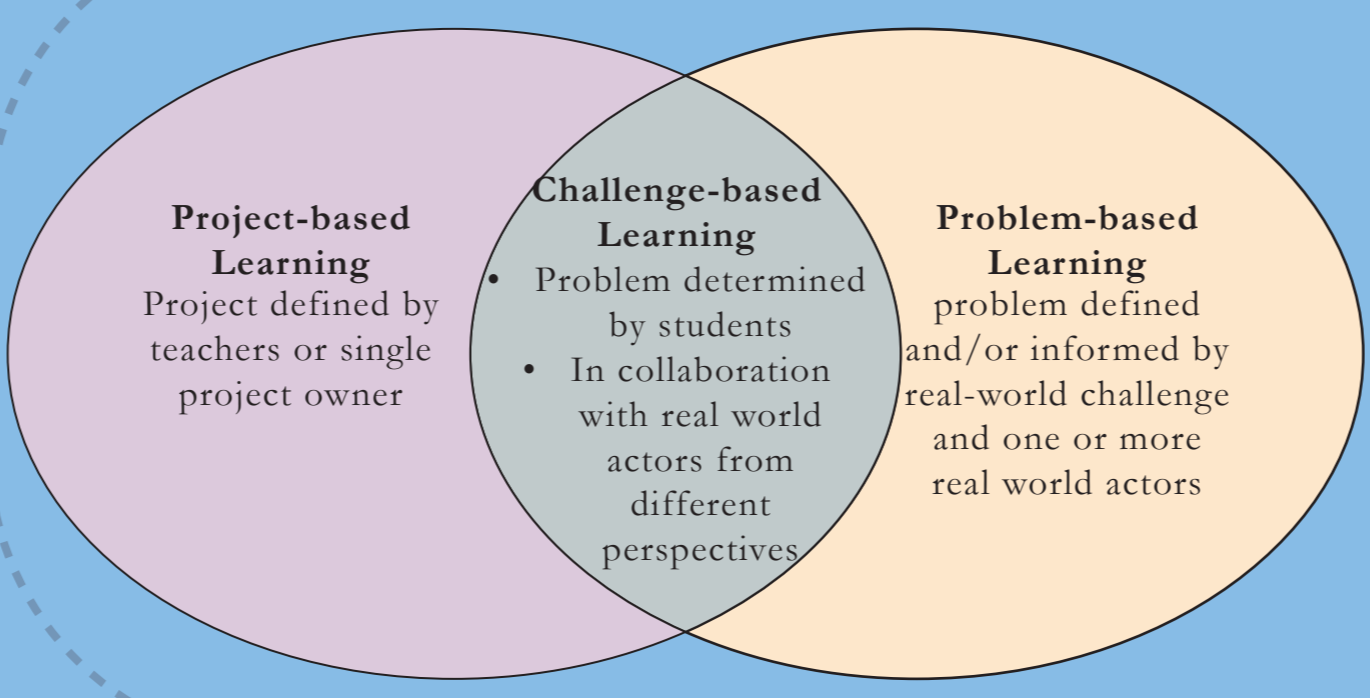 Project-based
Learning
Project defined by
teachers or single
project owner
Challenge-based
Learning
• Problem determined
by students
• In collaboration
with real world
actors from
different
perspectives
Problem-based
Learning
problem defined
and/or informed by
real-world challenge
and one or more
real world actors